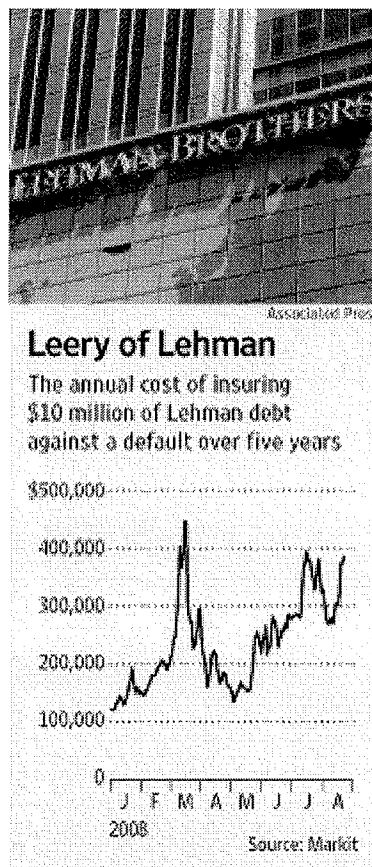 LEHMAN BROTHERS
Associated Pres
Leery of Lehman
The annual cost of insuring
$10 million of Lehman debt
against a default over five years
$500,000
400,000
300,000
200,000
100,000
0
J F M A M J J A
2008
Source: Markit